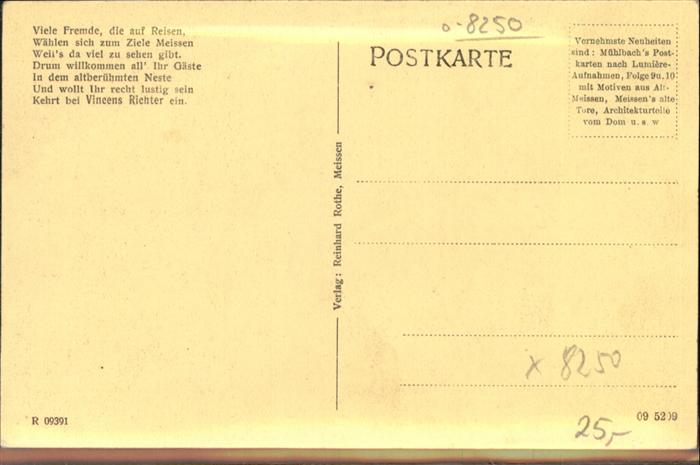 Viele Fremde, die auf Reisen,
Wählen sich zum Ziele Meissen
Weil's da viel zu sehen gibt.
Drum willkommen all' Ihr Gäste
In dem altberühmten Neste
Und wollt Ihr recht lustig sein
Kehrt bei Vincens Richter ein.
R 09391
Verlag: Reinhard Rothe, Meissen
o-8250
POSTKARTE
Vornehmste Neuheiten
sind: Mühlbach's Post-
karten nach Lumière-
Aufnahmen, Folge 9 u. 10
mit Motiven aus Alt-
Meissen, Meissen's alte
Tore, Architekturteile
vom Dom u. s. w
x 8250
09 5209
25,-